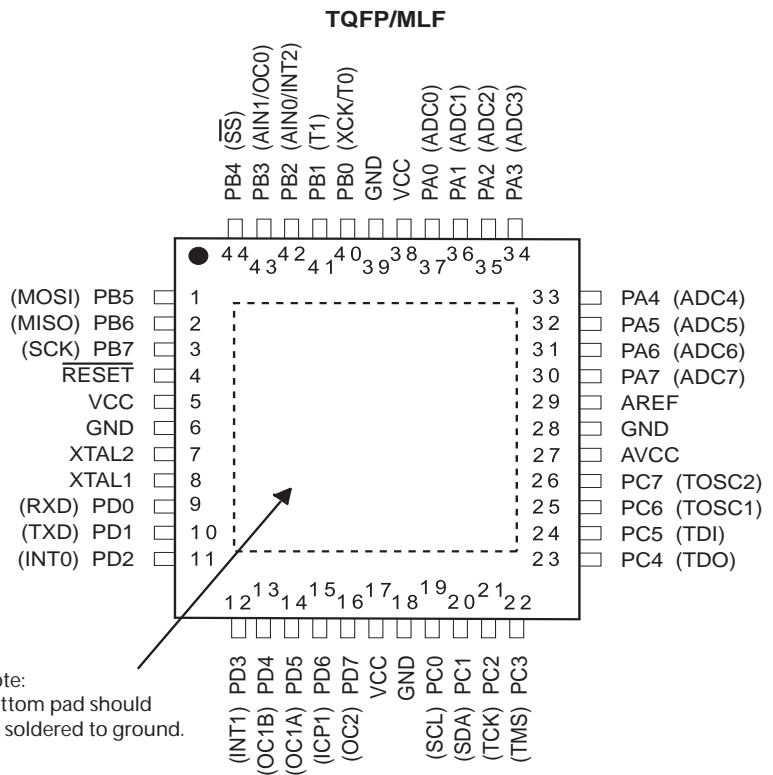 TQFP/MLF
PB4 (SS)
PB3 (AIN1/OC0)
PB2 (AIN0/INT2)
PB1 (T1)
PB0 (XCK/T0)
GND
VCC
PA0 (ADC0)
PA1 (ADC1)
PA2 (ADC2)
PA3 (ADC3)
44
43
42
41
40
39
38
37
36
35
34
(MOSI) PB5 1
(MISO) PB6 2
(SCK) PB7 3
RESET 4
VCC 5
GND 6
XTAL2 7
XTAL1 8
(RXD) PD0 9
(TXD) PD1 10
(INT0) PD2 11
33 PA4 (ADC4)
32 PA5 (ADC5)
31 PA6 (ADC6)
30 PA7 (ADC7)
29 AREF
28 GND
27 AVCC
26 PC7 (TOSC2)
25 PC6 (TOSC1)
24 PC5 (TDI)
23 PC4 (TDO)
12
13
14
15
16
17
18
19
20
21
22
(INT1) PD3
(OC1B) PD4
(OC1A) PD5
(ICP1) PD6
(OC2) PD7
VCC
GND
(SCL) PC0
(SDA) PC1
(TCK) PC2
(TMS) PC3
te:
ttom pad should
soldered to ground.